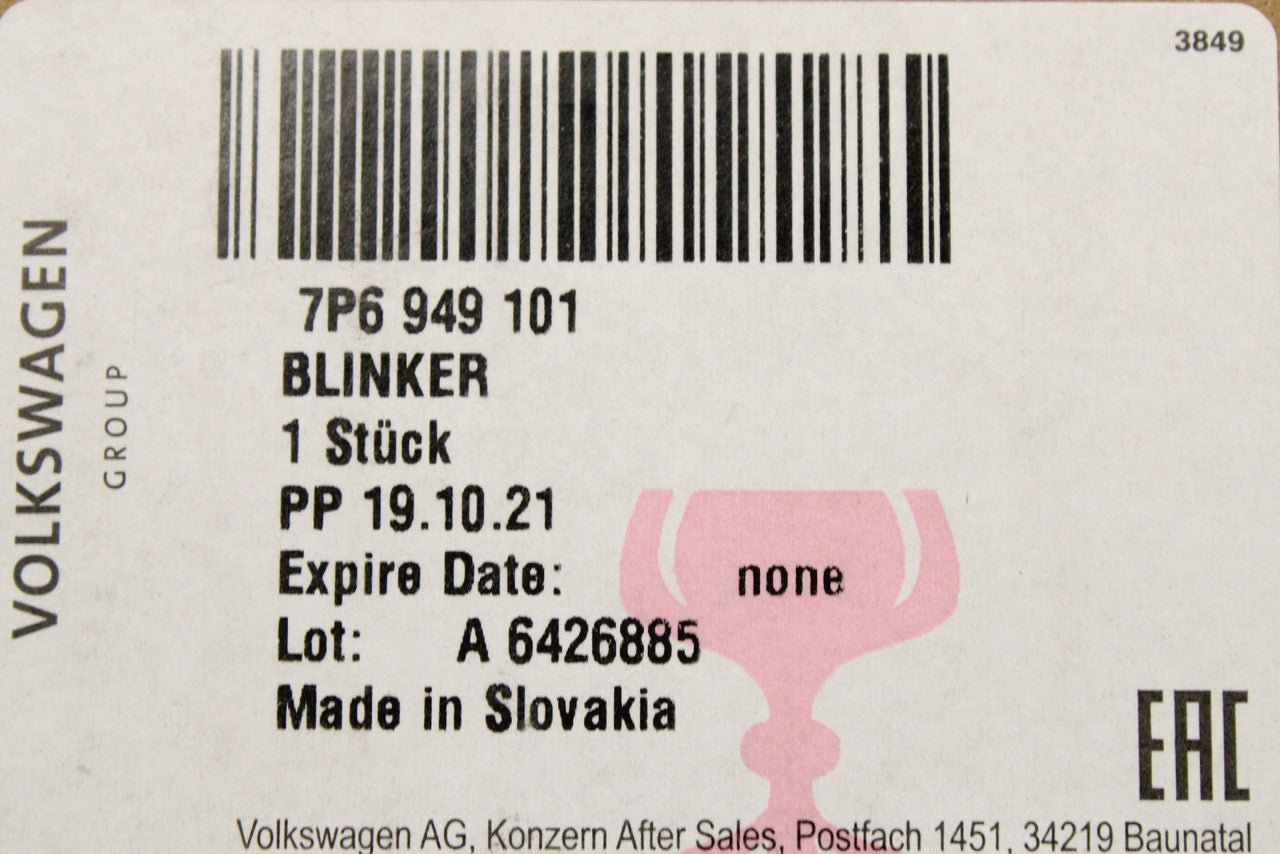 3849
VOLKSWAGEN
GROUP
7P6 949 101
BLINKER
1 Stück
PP 19.10.21
Expire Date: none
Lot: A 6426885
Made in Slovakia
EAC
Volkswagen AG, Konzern After Sales, Postfach 1451, 34219 Baunatal